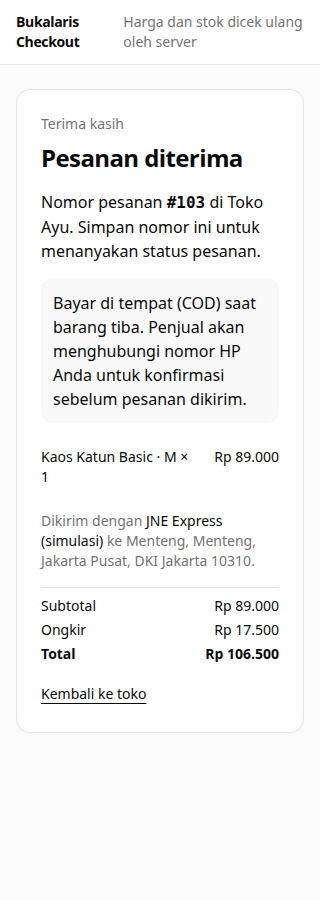 Bukalaris
Checkout
Harga dan stok dicek ulang
oleh server
Terima kasih
Pesanan diterima
Nomor pesanan #103 di Toko
Ayu. Simpan nomor ini untuk
menanyakan status pesanan.
Bayar di tempat (COD) saat
barang tiba. Penjual akan
menghubungi nomor HP
Anda untuk konfirmasi
sebelum pesanan dikirim.
Kaos Katun Basic · M × Rp 89.000
1
Dikirim dengan JNE Express
(simulasi) ke Menteng, Menteng,
Jakarta Pusat, DKI Jakarta 10310.
Subtotal Rp 89.000
Ongkir Rp 17.500
Total Rp 106.500
Kembali ke toko